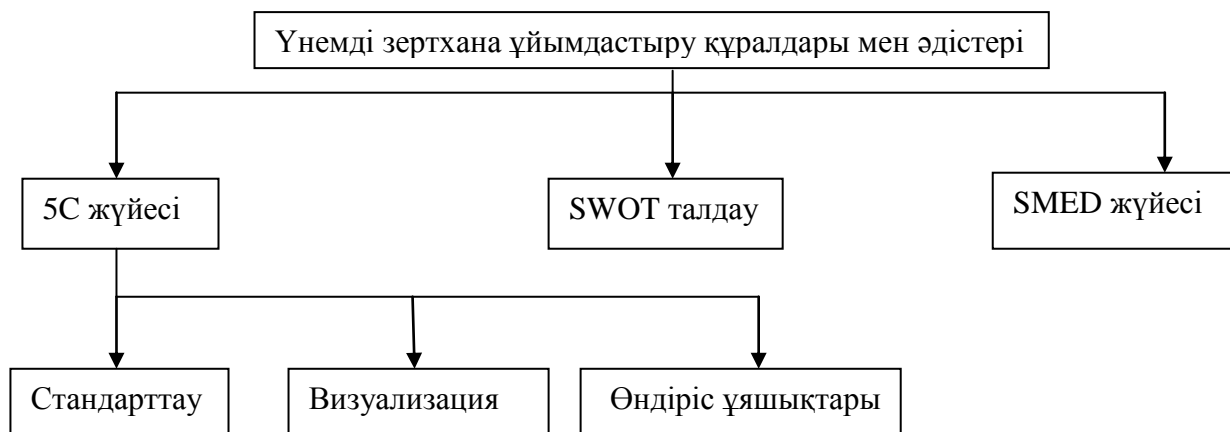 Үнемді зертхана ұйымдастыру құралдары мен әдістері
5С жүйесі
SWOT талдау
SMED жүйесі
Стандарттау
Визуализация
Өндіріс ұяшықтары